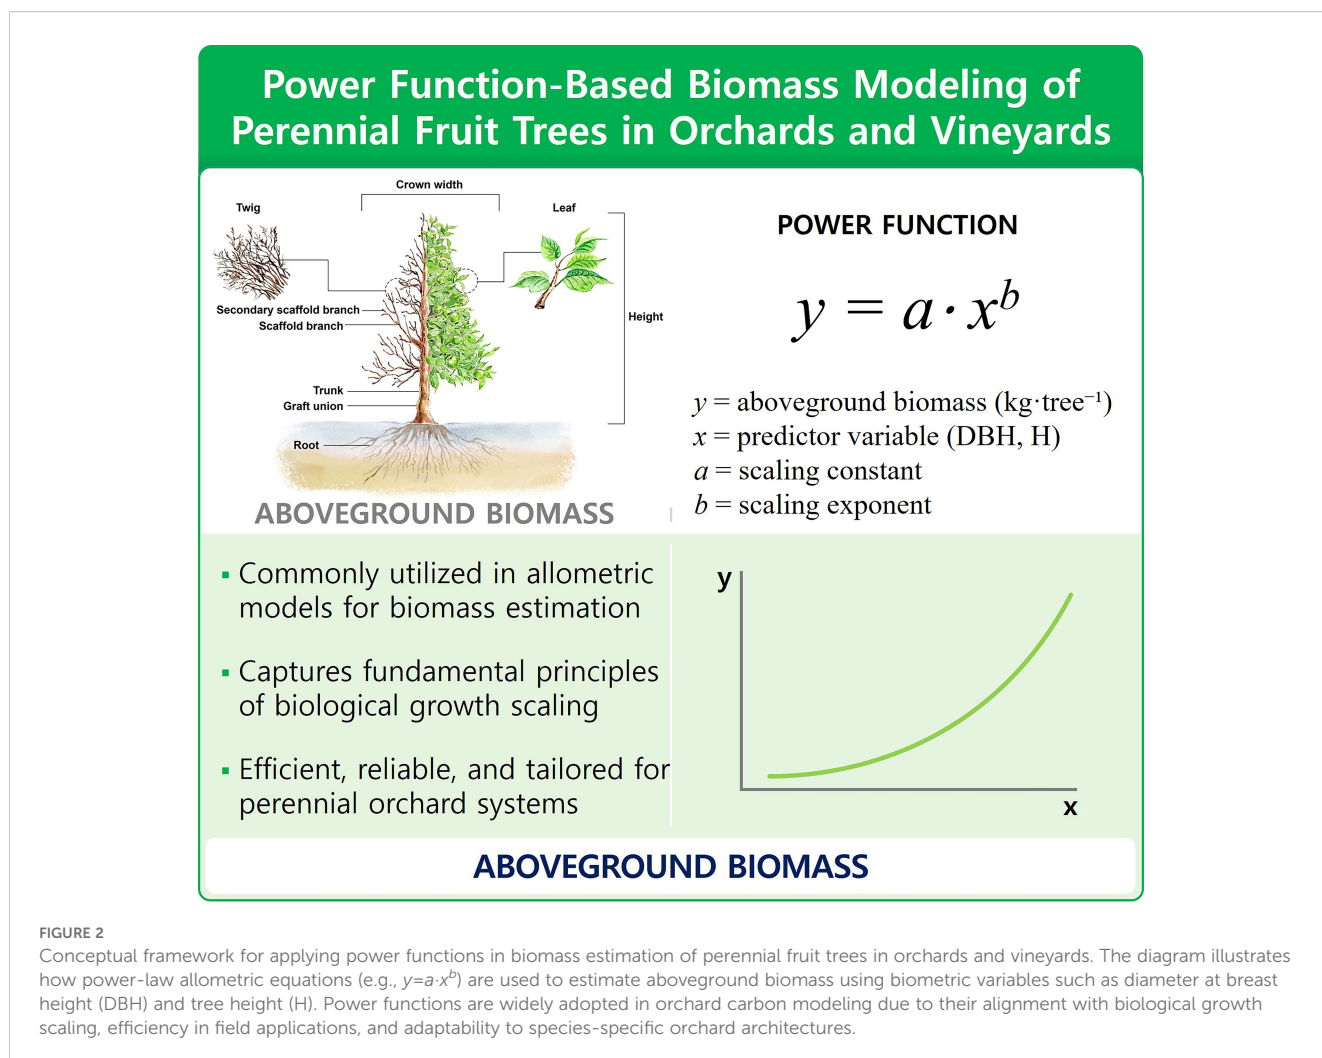 Power Function-Based Biomass Modeling of
Perennial Fruit Trees in Orchards and Vineyards
Crown width
Twig
Leaf
Secondary scaffold branch
Scaffold branch
Height
Trunk
Graft union
Root
ABOVEGROUND BIOMASS
POWER FUNCTION
y = a · x^b
y = aboveground biomass (kg·tree⁻¹)
x = predictor variable (DBH, H)
a = scaling constant
b = scaling exponent
▪ Commonly utilized in allometric
models for biomass estimation
▪ Captures fundamental principles
of biological growth scaling
▪ Efficient, reliable, and tailored for
perennial orchard systems
y
x
ABOVEGROUND BIOMASS
FIGURE 2
Conceptual framework for applying power functions in biomass estimation of perennial fruit trees in orchards and vineyards. The diagram illustrates
how power-law allometric equations (e.g., y=a·x^b) are used to estimate aboveground biomass using biometric variables such as diameter at breast
height (DBH) and tree height (H). Power functions are widely adopted in orchard carbon modeling due to their alignment with biological growth
scaling, efficiency in field applications, and adaptability to species-specific orchard architectures.